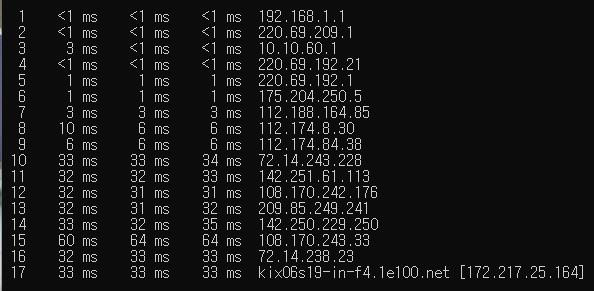 1 <1 ms <1 ms <1 ms 192.168.1.1
2 <1 ms <1 ms <1 ms 220.69.209.1
3 3 ms <1 ms <1 ms 10.10.60.1
4 <1 ms <1 ms <1 ms 220.69.192.21
5 1 ms 1 ms 1 ms 220.69.192.1
6 1 ms 1 ms 1 ms 175.204.250.5
7 3 ms 3 ms 3 ms 112.188.164.85
8 10 ms 6 ms 6 ms 112.174.8.30
9 6 ms 6 ms 6 ms 112.174.84.38
10 33 ms 33 ms 34 ms 72.14.243.228
11 32 ms 32 ms 33 ms 142.251.61.113
12 32 ms 31 ms 31 ms 108.170.242.176
13 32 ms 31 ms 32 ms 209.85.249.241
14 33 ms 32 ms 35 ms 142.250.229.250
15 60 ms 64 ms 64 ms 108.170.243.33
16 32 ms 33 ms 33 ms 72.14.238.23
17 33 ms 33 ms 33 ms kix06s19-in-f4.1e100.net [172.217.25.164]